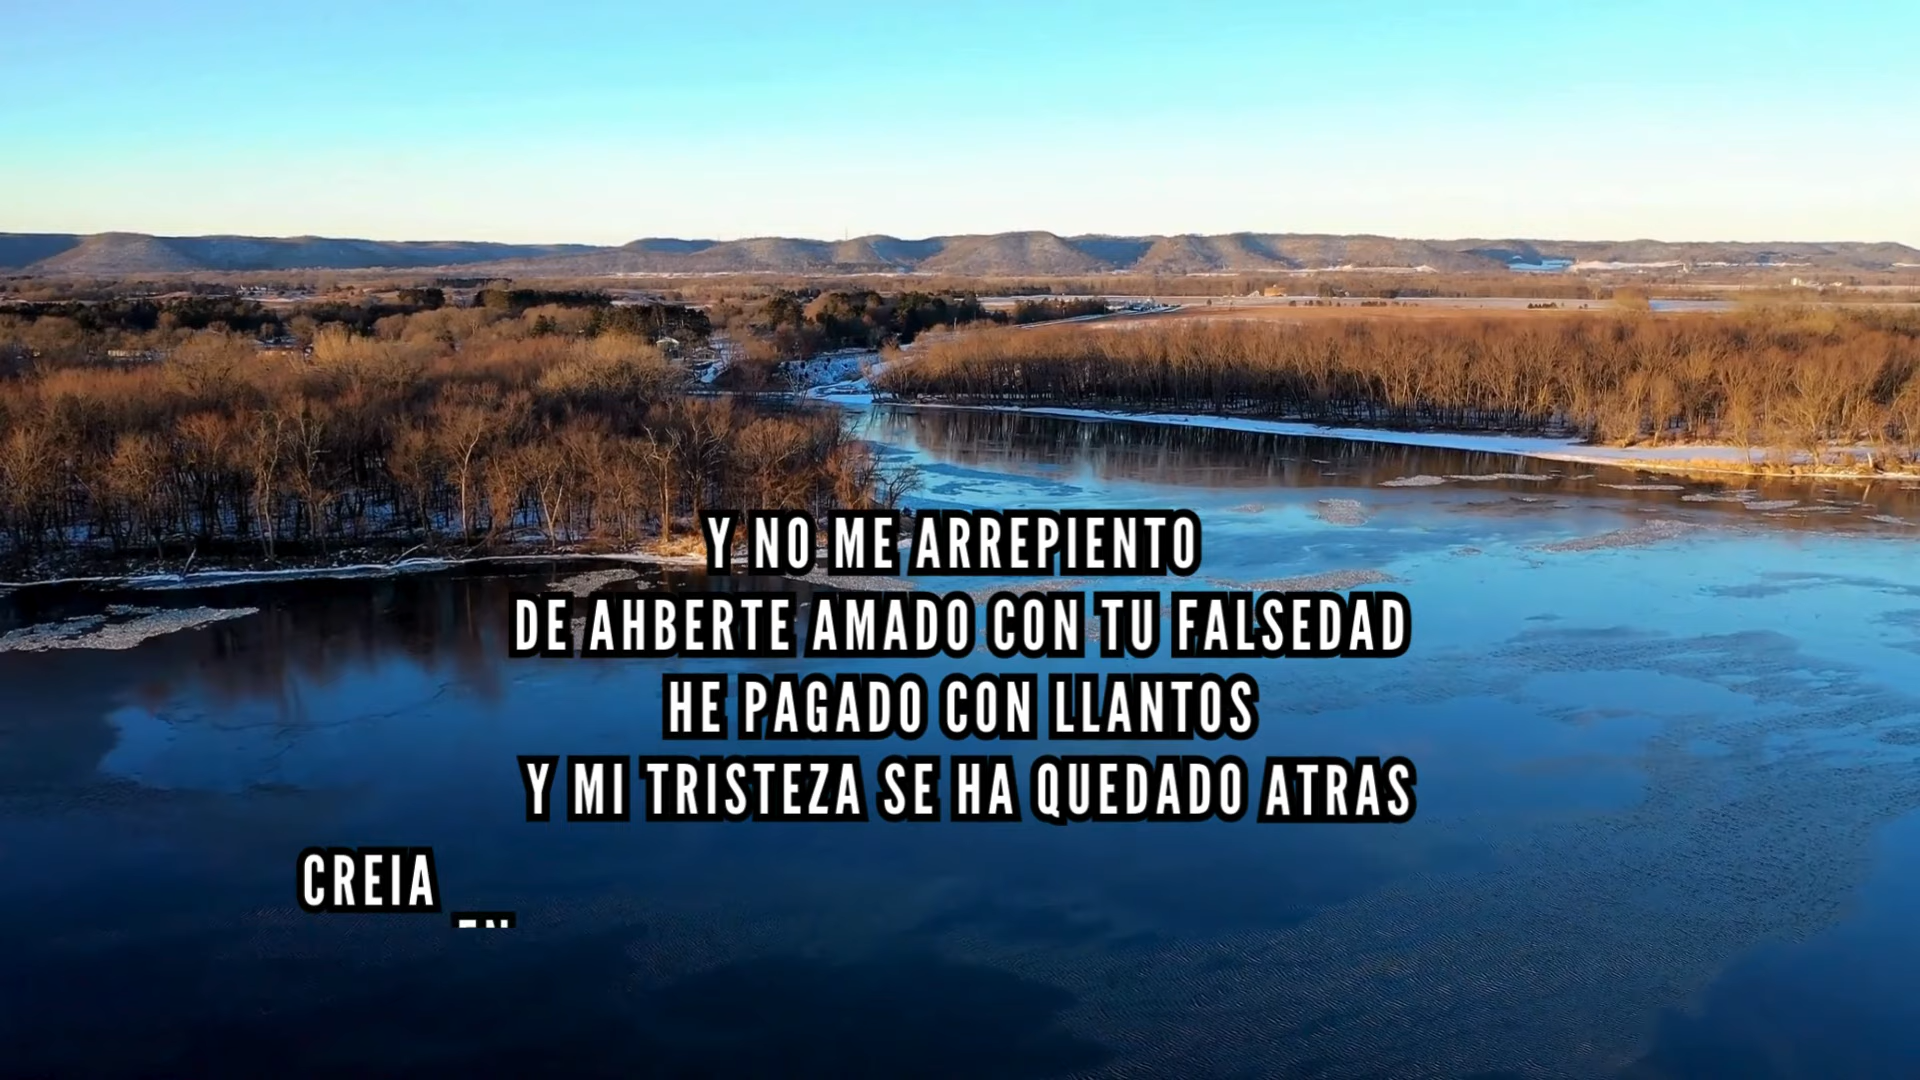 Y NO ME ARREPIENTO
DE AHBERTE AMADO CON TU FALSEDAD
HE PAGADO CON LLANTOS
Y MI TRISTEZA SE HA QUEDADO ATRAS
CREIA